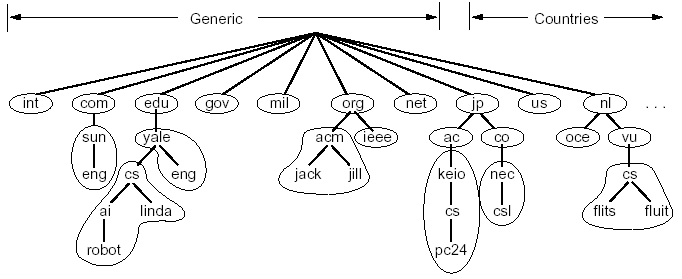 Generic Countries
int com edu gov mil org net jp us nl . . .
sun yale acm ieee ac co oce vu
eng cs eng jack jill keio nec cs
ai linda cs csl flits fluit
robot pc24